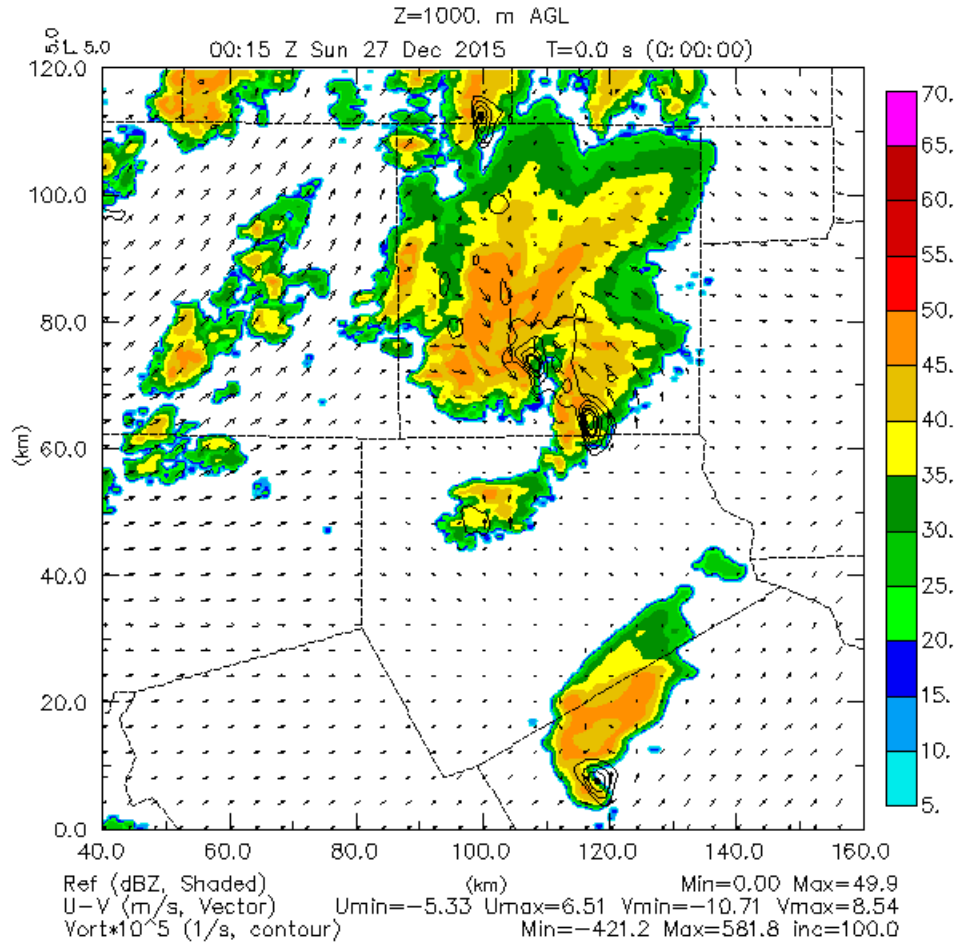 Z=1000. m AGL
5.0
5.0
00:15 Z Sun 27 Dec 2015 T=0.0 s (0:00:00)
120.0
100.0
80.0
60.0
40.0
20.0
0.0
(km)
40.0 60.0 80.0 100.0 120.0 140.0 160.0
(km)
70.
65.
60.
55.
50.
45.
40.
35.
30.
25.
20.
15.
10.
5.
Ref (dBZ, Shaded) Min=0.00 Max=49.9
U-V (m/s, Vector) Umin=-5.33 Umax=6.51 Vmin=-10.71 Vmax=8.54
Vort*10^5 (1/s, contour) Min=-421.2 Max=581.8 inc=100.0